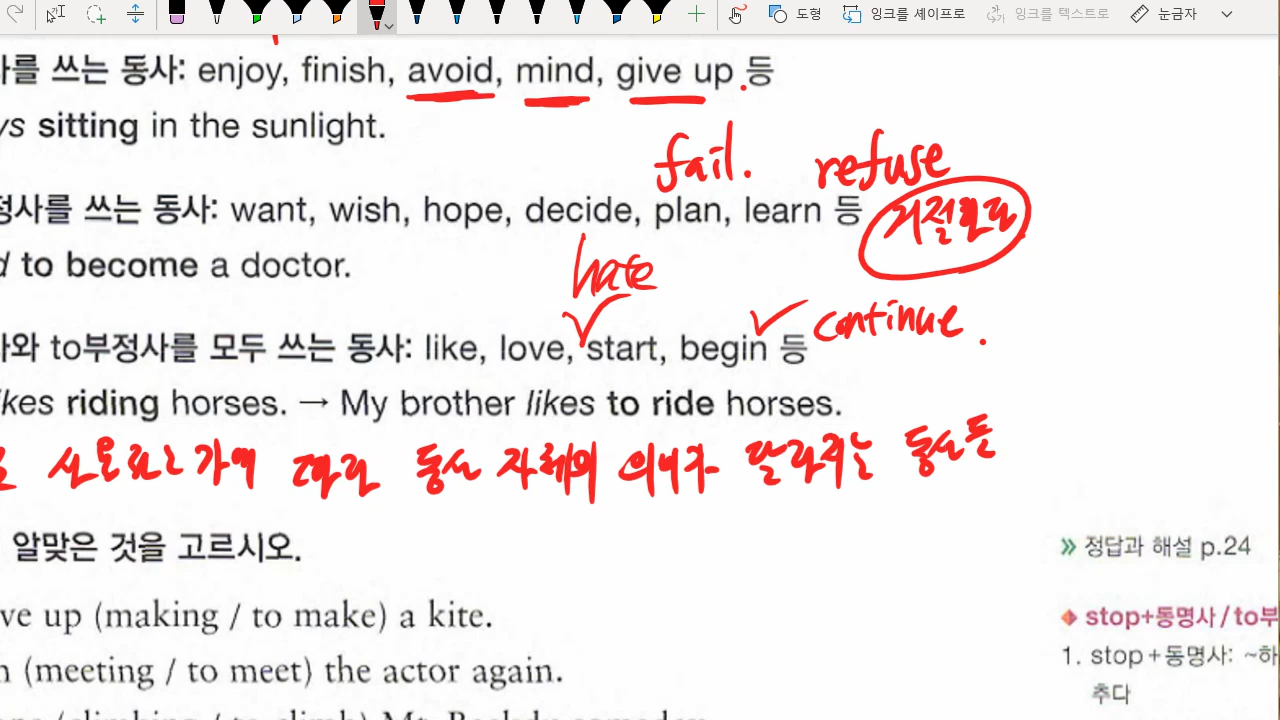 도형 잉크를 셰이프로 잉크를 텍스트로 눈금자
를 쓰는 동사: enjoy, finish, avoid, mind, give up 등
ys sitting in the sunlight.
fail. refuse
정사를 쓰는 동사: want, wish, hope, decide, plan, learn 등
거절하다
d to become a doctor.
hate
continue.
와 to부정사를 모두 쓰는 동사: like, love, start, begin 등
ikes riding horses. → My brother likes to ride horses.
가에 따라 동사 자체의 의미가 달라지는 동사들
알맞은 것을 고르시오.
» 정답과 해설 p.24
ve up (making / to make) a kite.
stop+동명사/to부
n (meeting / to meet) the actor again.
1. stop+동명사: ~하
추다